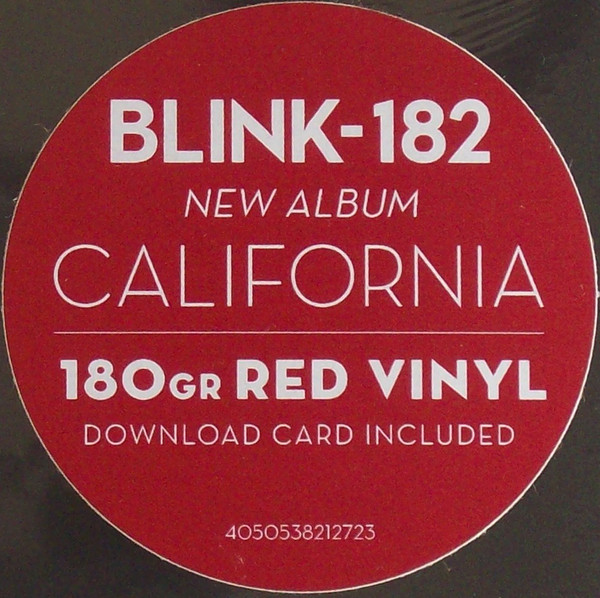 BLINK-182
NEW ALBUM
CALIFORNIA
180GR RED VINYL
DOWNLOAD CARD INCLUDED
4050538212723